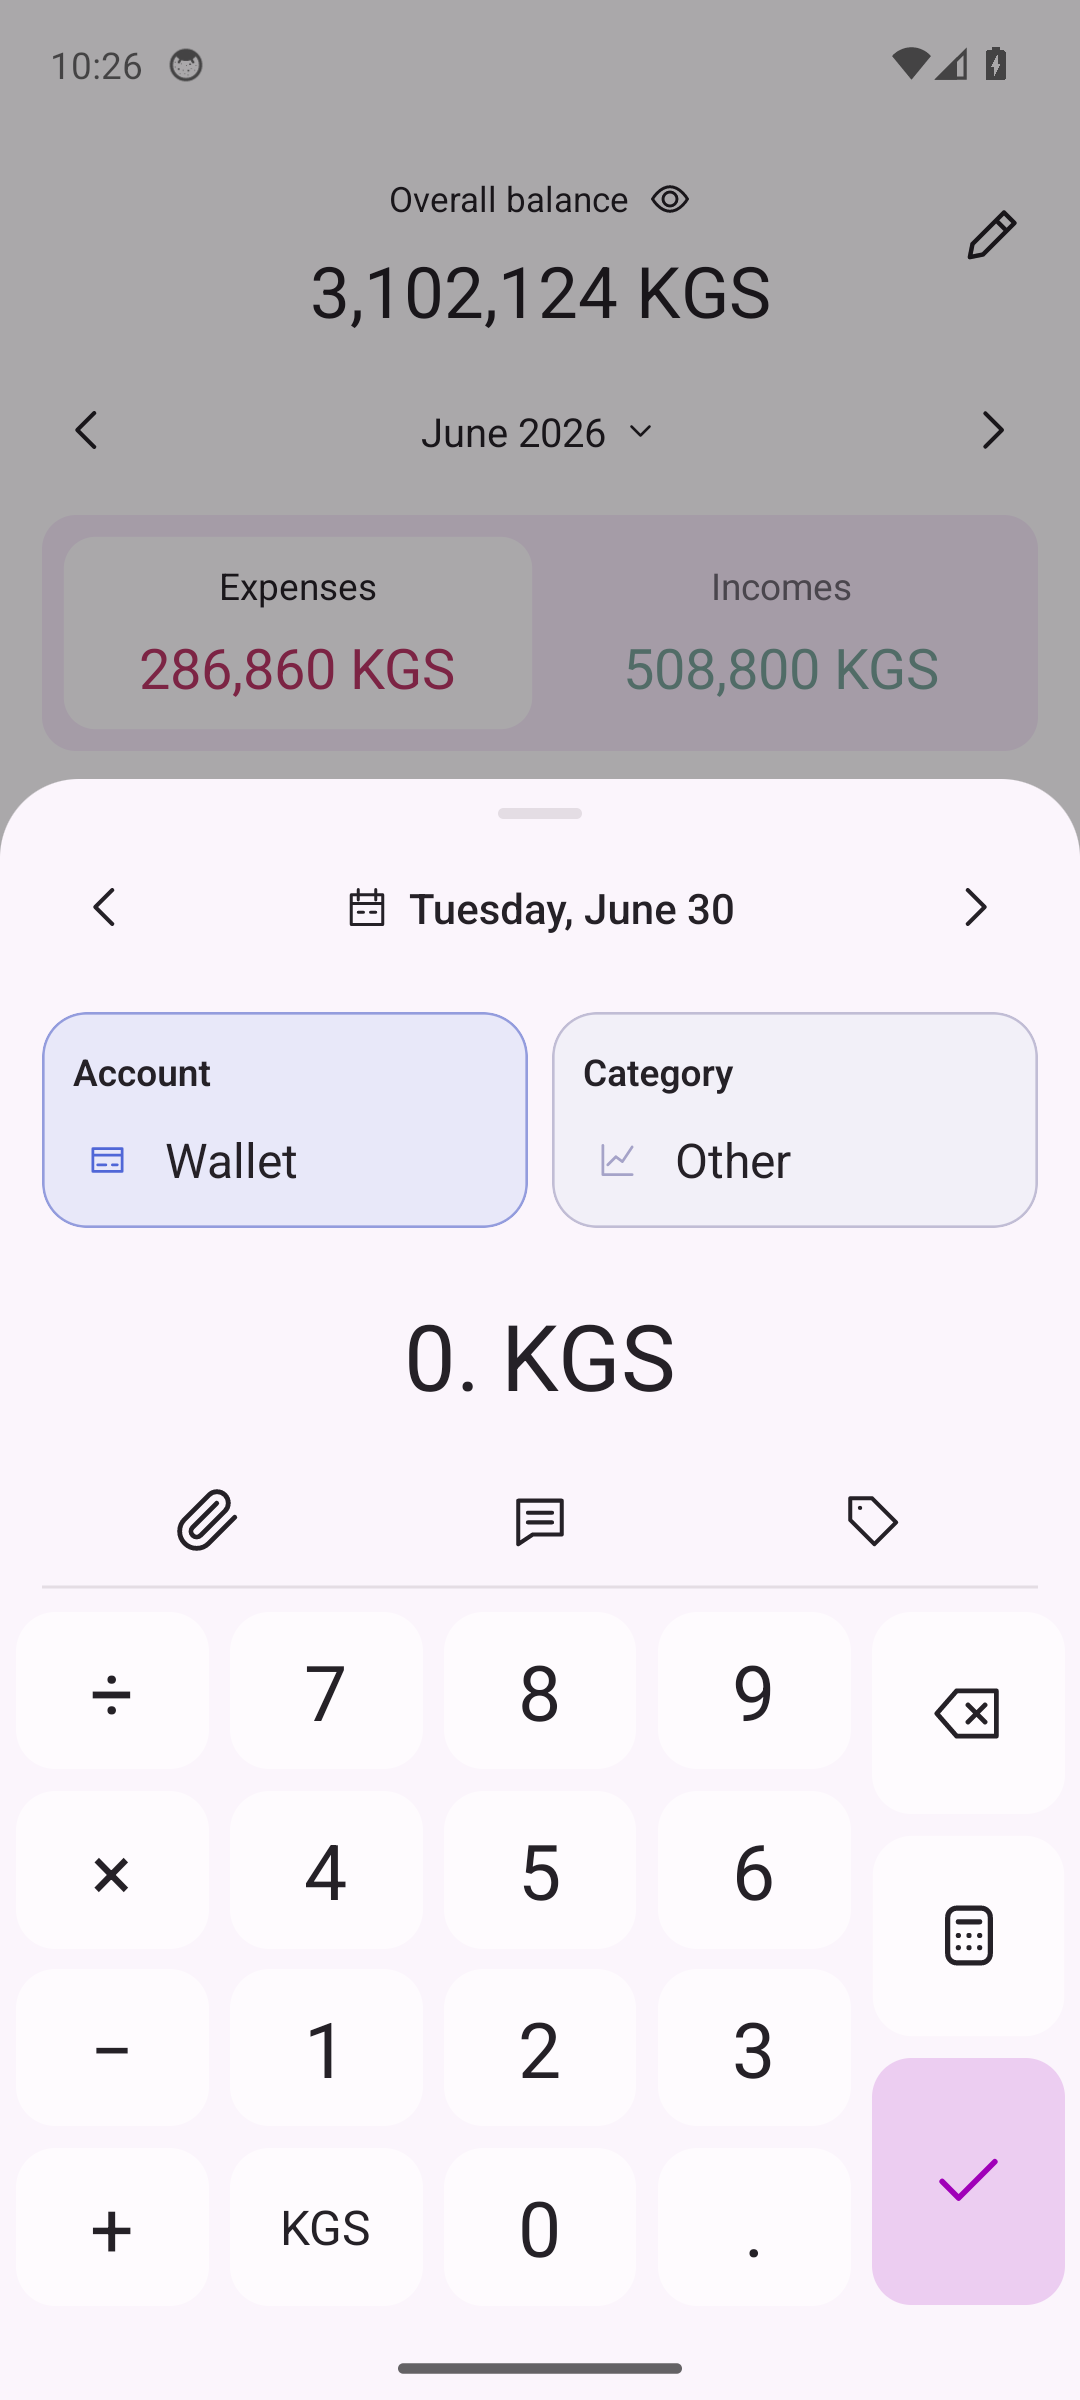 10:26
Overall balance
3,102,124 KGS
June 2026
Expenses
Incomes
286,860 KGS
508,800 KGS
Tuesday, June 30
Account
Category
Wallet
Other
0. KGS
÷ 7 8 9
× 4 5 6
− 1 2 3
+ KGS 0 .